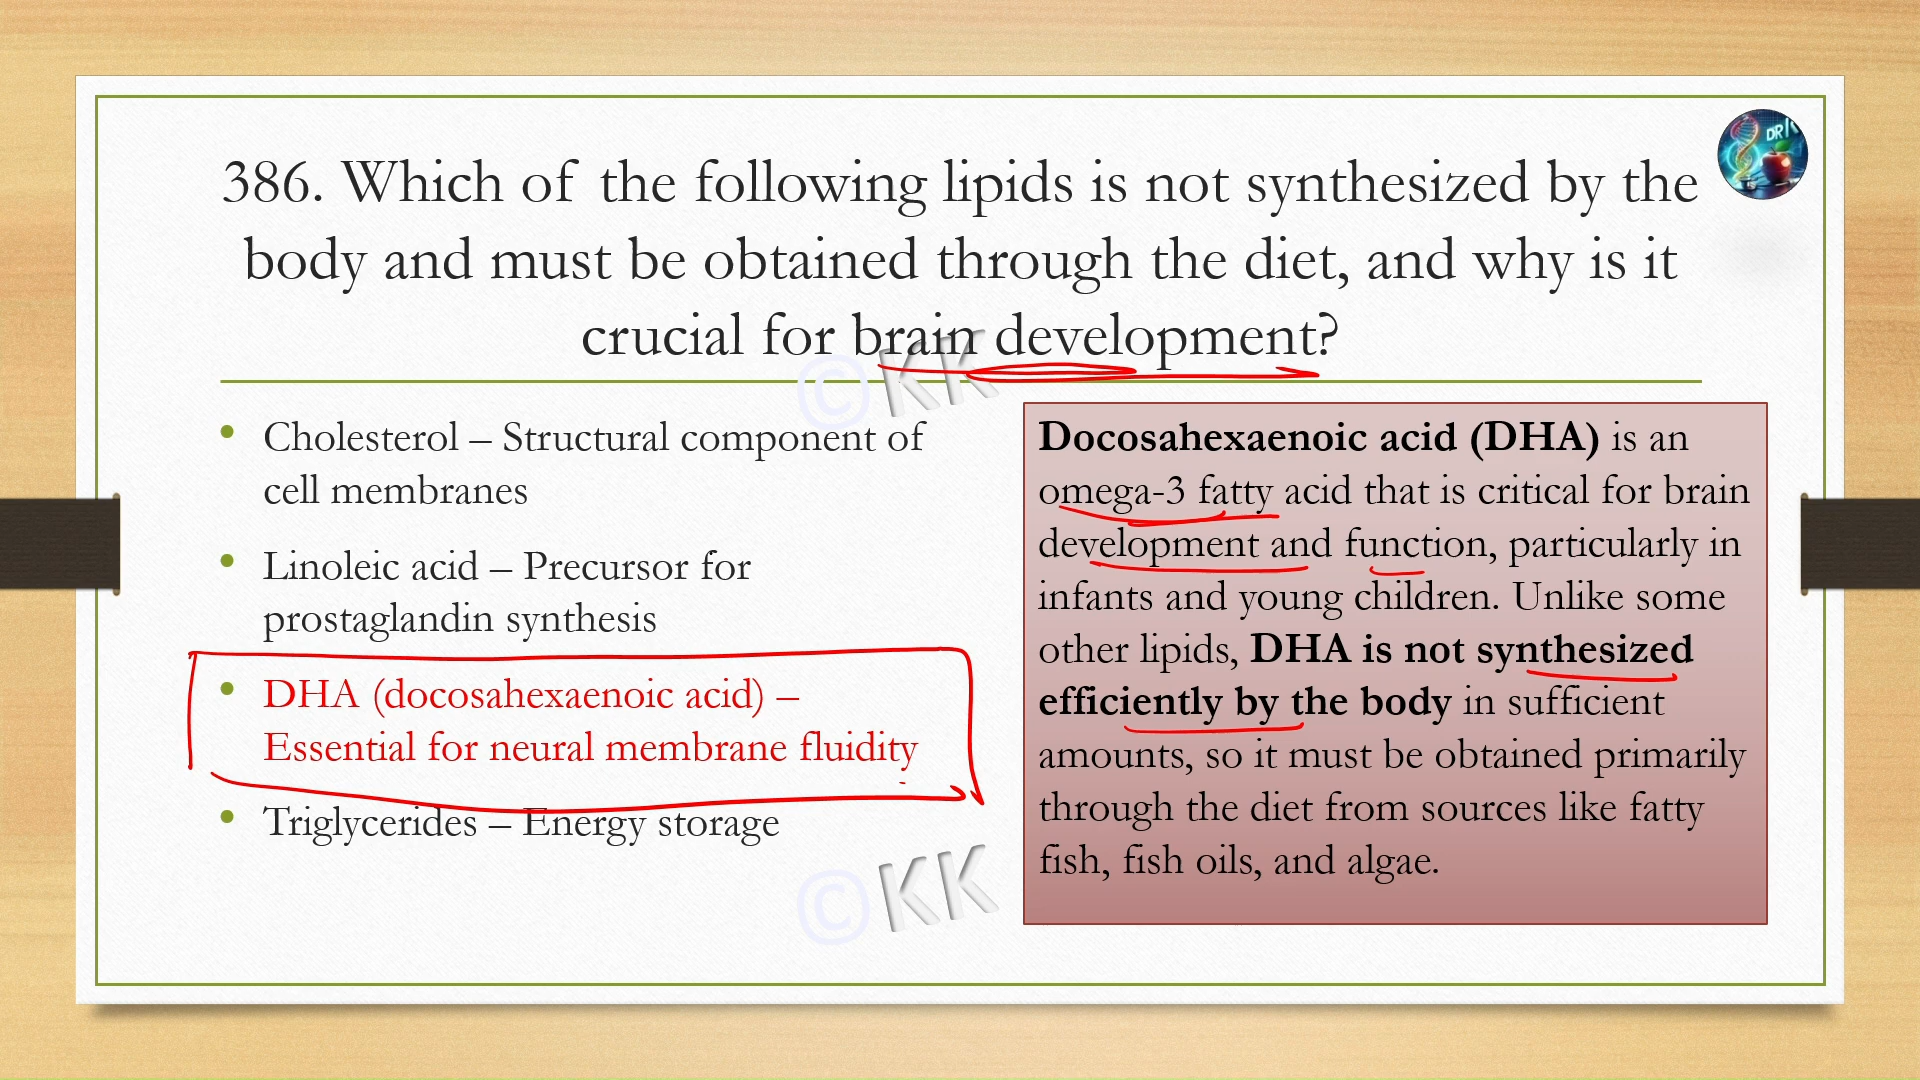 386. Which of the following lipids is not synthesized by the
body and must be obtained through the diet, and why is it
crucial for brain development?
• Cholesterol – Structural component of
cell membranes
• Linoleic acid – Precursor for
prostaglandin synthesis
• DHA (docosahexaenoic acid) –
Essential for neural membrane fluidity
• Triglycerides – Energy storage
Docosahexaenoic acid (DHA) is an
omega-3 fatty acid that is critical for brain
development and function, particularly in
infants and young children. Unlike some
other lipids, DHA is not synthesized
efficiently by the body in sufficient
amounts, so it must be obtained primarily
through the diet from sources like fatty
fish, fish oils, and algae.
©KK
©KK